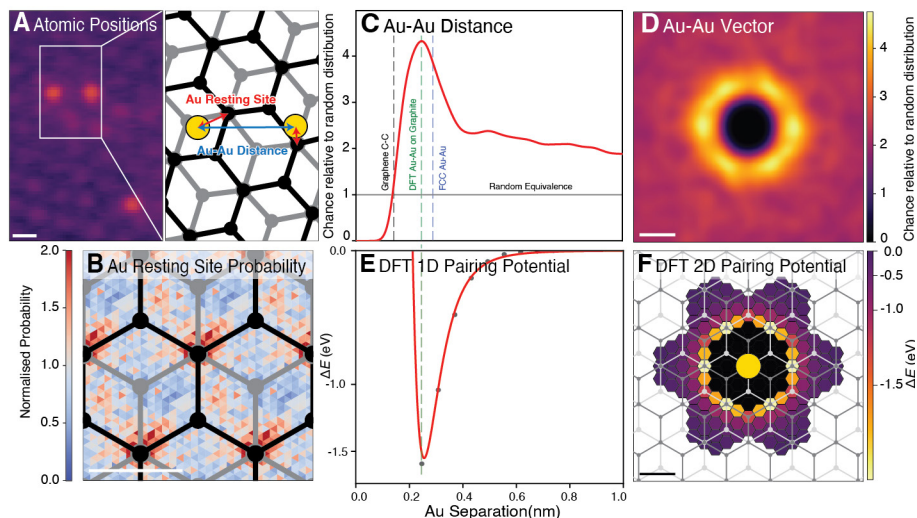 A Atomic Positions
Au Resting Site
Au-Au Distance
C Au-Au Distance
Chance relative to random distribution
4
3
2
1
0
Graphene C-C
DFT Au-Au on Graphite
FCC Au-Au
Random Equivalence
D Au-Au Vector
4
3
2
1
0
Chance relative to random distribution
B Au Resting Site Probability
Normalised Probability
2.0
1.5
1.0
0.5
0.0
E DFT 1D Pairing Potential
ΔE (eV)
0.0
-1.0
-1.5
0.0
0.2
0.4
0.6
0.8
1.0
Au Separation(nm)
F DFT 2D Pairing Potential
0.0
-0.5
-1.0
-1.5
ΔE (eV)